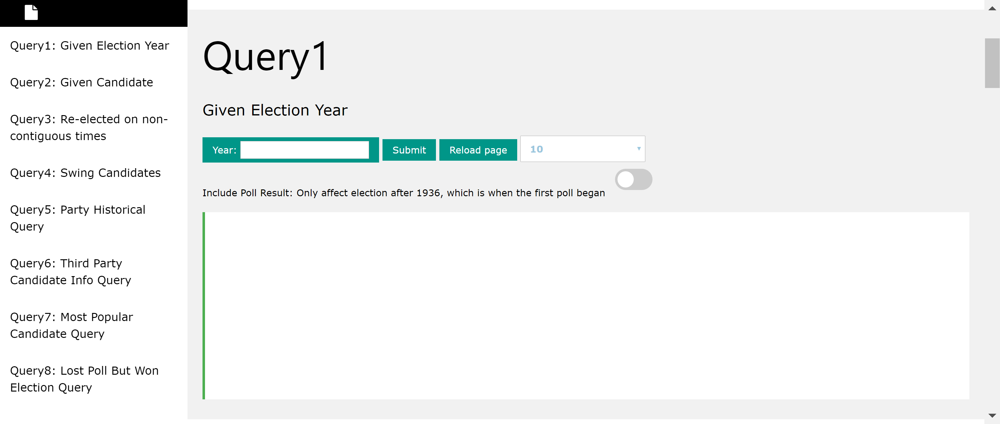 Query1: Given Election Year
Query2: Given Candidate
Query3: Re-elected on non-
contiguous times
Query4: Swing Candidates
Query5: Party Historical
Query
Query6: Third Party
Candidate Info Query
Query7: Most Popular
Candidate Query
Query8: Lost Poll But Won
Election Query
Query1
Given Election Year
Year: Submit Reload page 10
Include Poll Result: Only affect election after 1936, which is when the first poll began